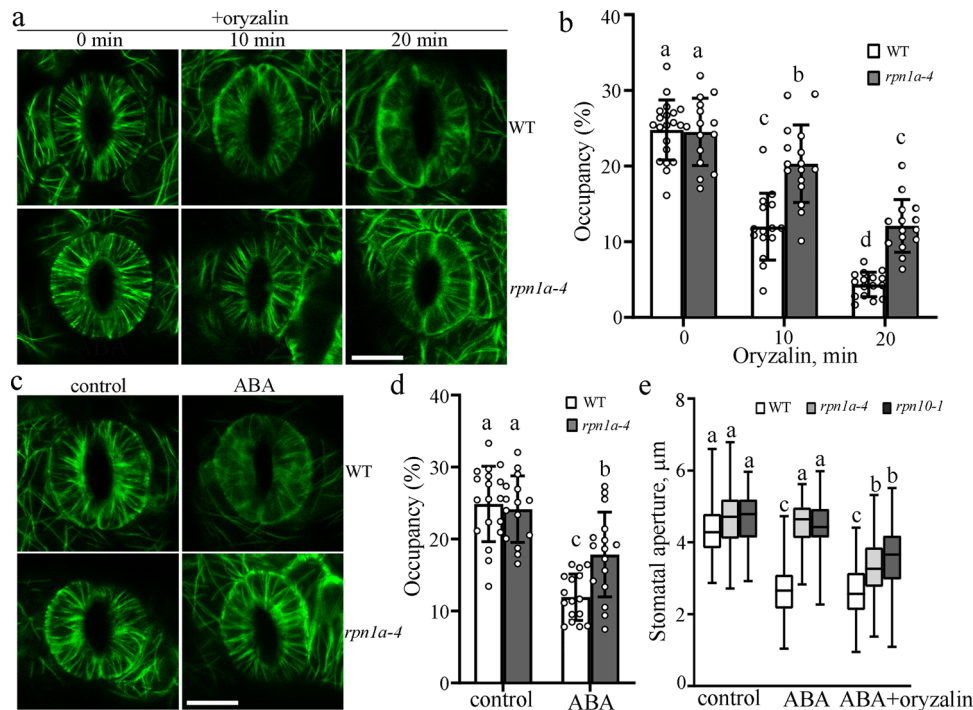 a
+oryzalin
0 min 10 min 20 min
WT
rpn1a-4
b
40
30
20
10
0
Occupancy (%)
WT
rpn1a-4
a a
c b
d c
0 10 20
Oryzalin, min
c
control ABA
WT
rpn1a-4
d
40
30
20
10
0
Occupancy (%)
WT
rpn1a-4
a a
c b
control ABA
e
8
6
4
2
0
Stomatal aperture, μm
WT rpn1a-4 rpn10-1
a a a
c a a
c b b
control ABA ABA+oryzalin